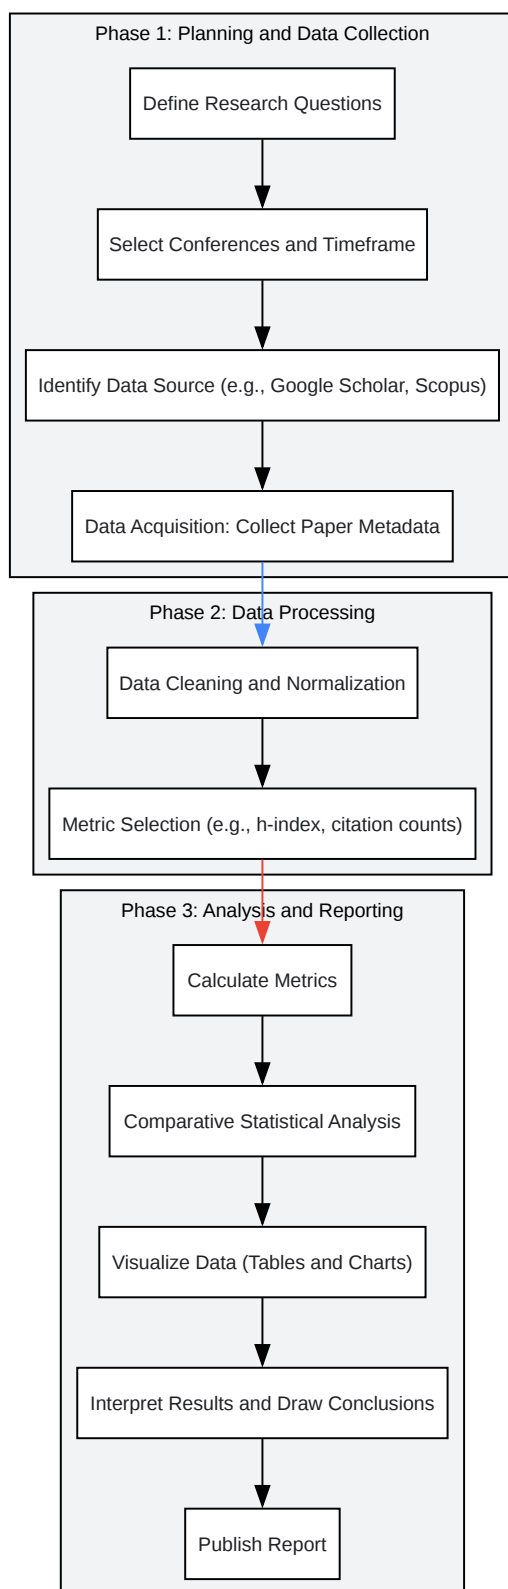 Phase 1: Planning and Data Collection
Define Research Questions
Select Conferences and Timeframe
Identify Data Source (e.g., Google Scholar, Scopus)
Data Acquisition: Collect Paper Metadata
Phase 2: Data Processing
Data Cleaning and Normalization
Metric Selection (e.g., h-index, citation counts)
Phase 3: Analysis and Reporting
Calculate Metrics
Comparative Statistical Analysis
Visualize Data (Tables and Charts)
Interpret Results and Draw Conclusions
Publish Report